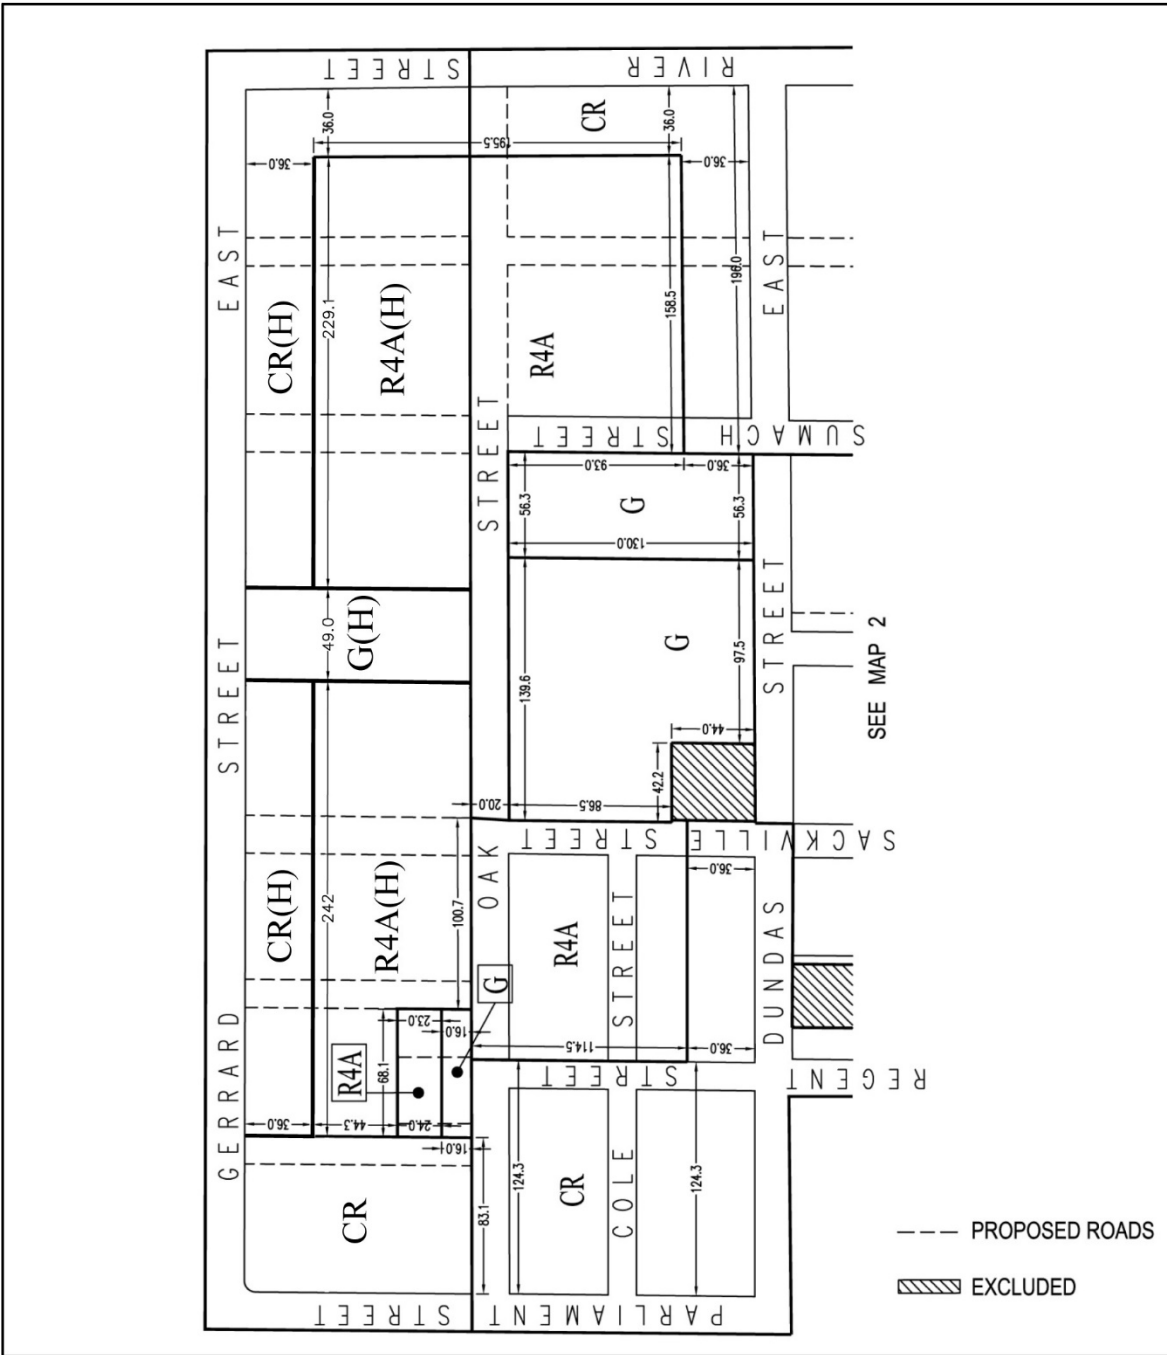 RIVER STREET
36.0
36.0
195.5
CR
36.0
36.0
EAST
CR(H)
229.1
R4A(H)
R4A
158.5
196.0
EAST
SUMACH STREET
STREET
93.0
36.0
56.3
G
56.3
130.0
STREET
49.0
G(H)
139.6
G
97.5
STREET
SEE MAP 2
44.0
42.2
20.0
86.5
SACKVILLE STREET
OAK
36.0
CR(H)
242
R4A(H)
100.7
R4A
STREET
DUNDAS
G
23.0
16.0
GERRARD
R4A
68.1
114.5
36.0
REGENT STREET
36.0
44.3
24.0
16.0
CR
83.1
124.3
CR
COLE
124.3
PARLIAMENT STREET
PROPOSED ROADS
EXCLUDED